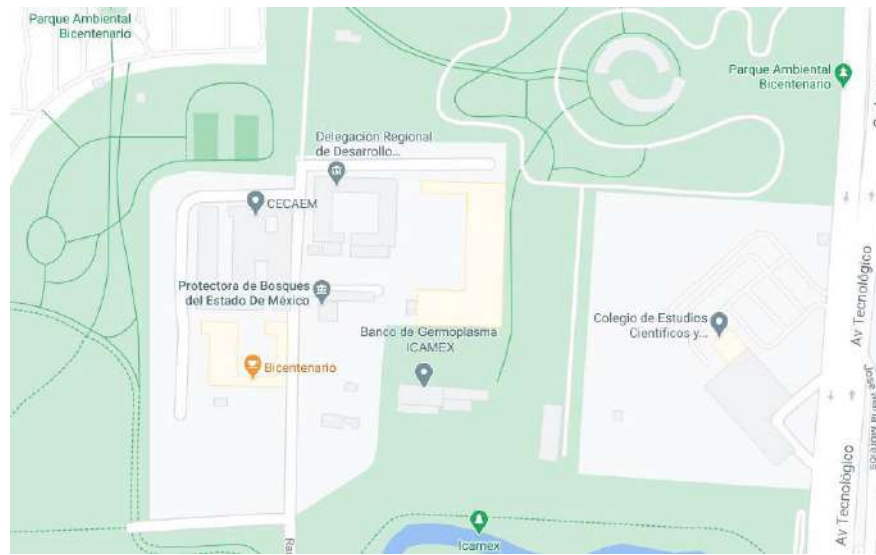 Parque Ambiental
Bicentenario
Parque Ambiental
Bicentenario
Delegación Regional
de Desarrollo...
CECAEM
Protectora de Bosques
del Estado De México
Banco de Germoplasma
ICAMEX
Colegio de Estudios
Científicos y...
Bicentenario
Av Tecnológico
Av Tecnológico
Icamex